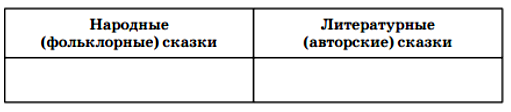 Народные
(фольклорные) сказки
Литературные
(авторские) сказки